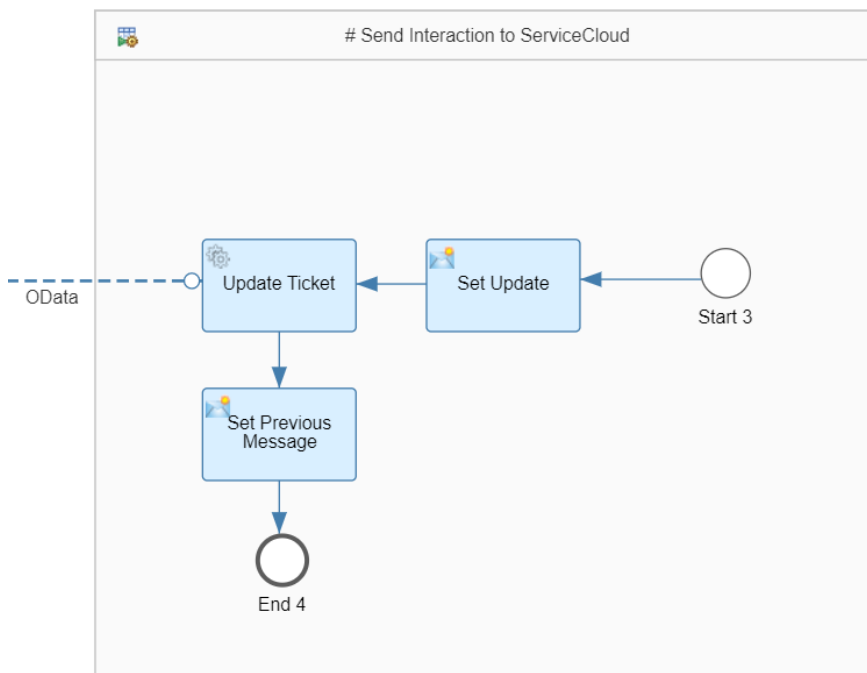 # Send Interaction to ServiceCloud
OData
Update Ticket
Set Update
Start 3
Set Previous
Message
End 4